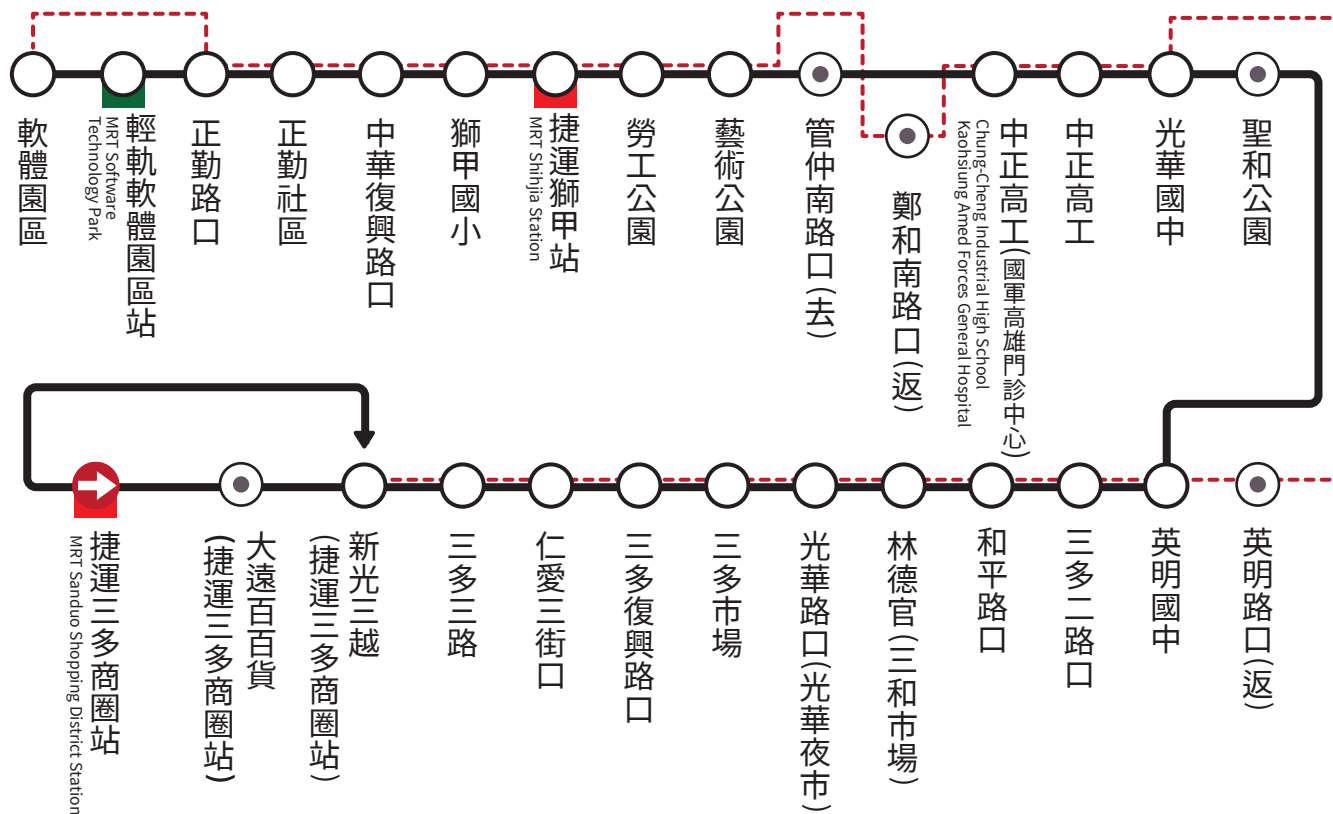 軟體園區
輕軌軟體園區站
MRT Software
Technology Park
正勤路口
正勤社區
中華復興路口
獅甲國小
捷運獅甲站
MRT Shihjia Station
勞工公園
藝術公園
管仲南路口(去)
鄭和南路口(返)
中正高工(國軍高雄門診中心)
Chung-Cheng Industrial High School
Kaohsiung Amed Forces General Hospital
中正高工
光華國中
聖和公園
捷運三多商圈站
MRT Sanduo Shopping District Station
大遠百百貨
(捷運三多商圈站)
新光三越
(捷運三多商圈站)
三多三路
仁愛三街口
三多復興路口
三多市場
光華路口(光華夜市)
林德官(三和市場)
和平路口
三多二路口
英明國中
英明路口(返)